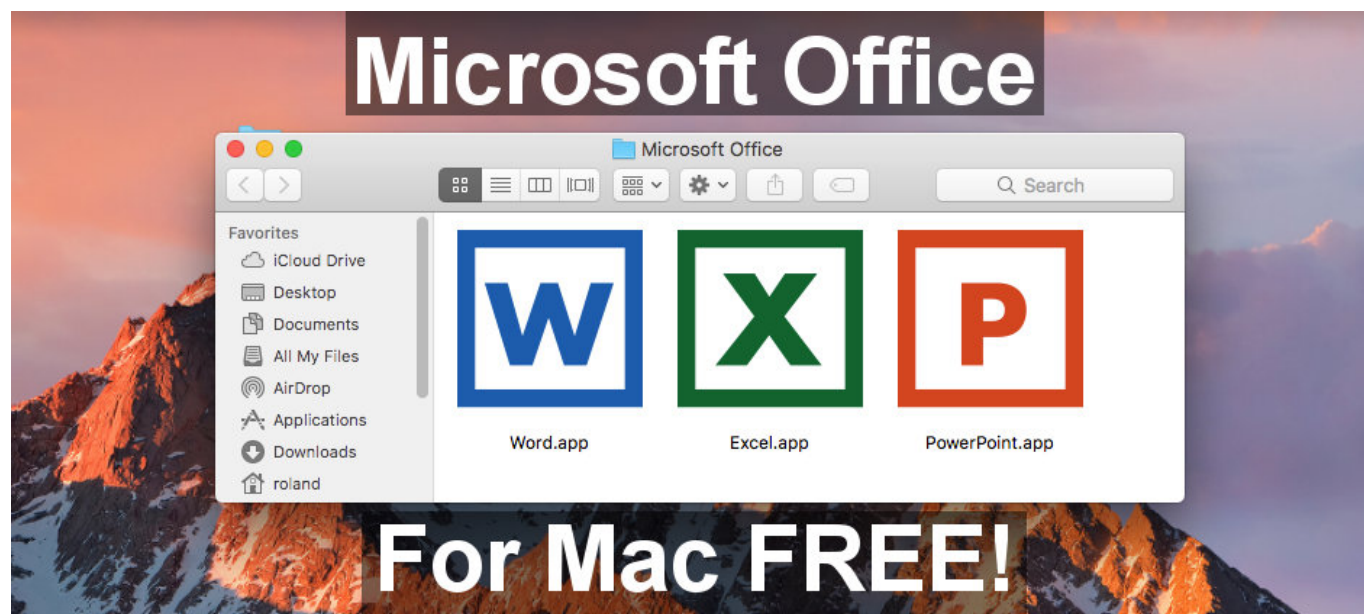 Microsoft Office
Microsoft Office
Search
Favorites
iCloud Drive
Desktop
Documents
All My Files
AirDrop
Applications
Downloads
roland
W X P
Word.app Excel.app PowerPoint.app
For Mac FREE!